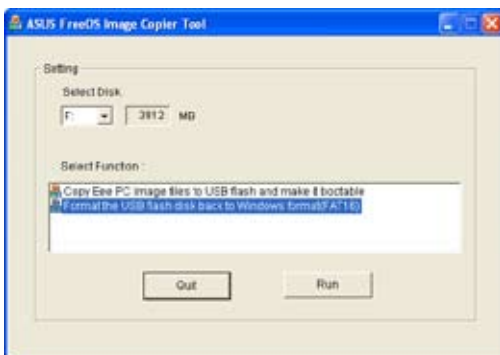 ASUS FreeOS Image Copier Tool
Setting
Select Disk
F: 3812 MB
Select Function :
Copy Eee PC image files to USB flash and make it bootable
Format the USB flash disk back to Windows format(FAT16)
Quit Run